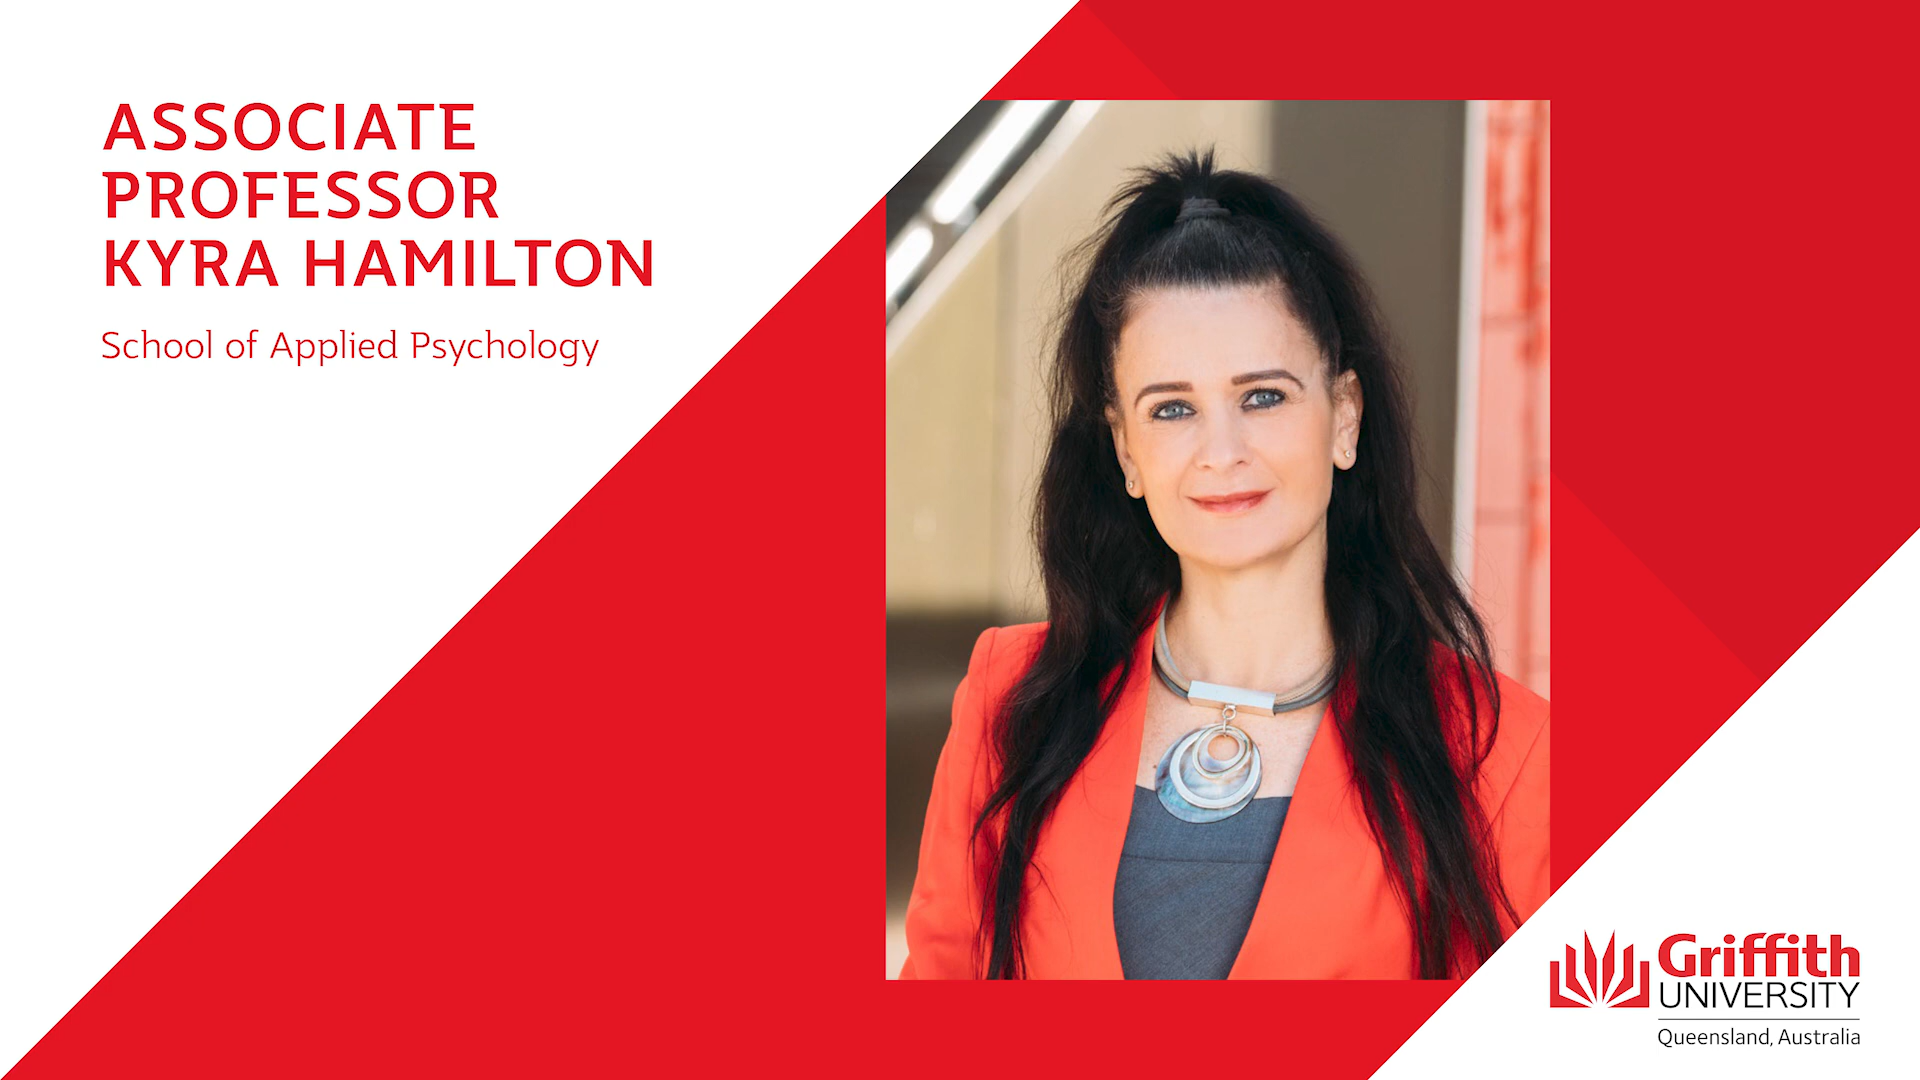 ASSOCIATE
PROFESSOR
KYRA HAMILTON
School of Applied Psychology
Griffith
UNIVERSITY
Queensland, Australia